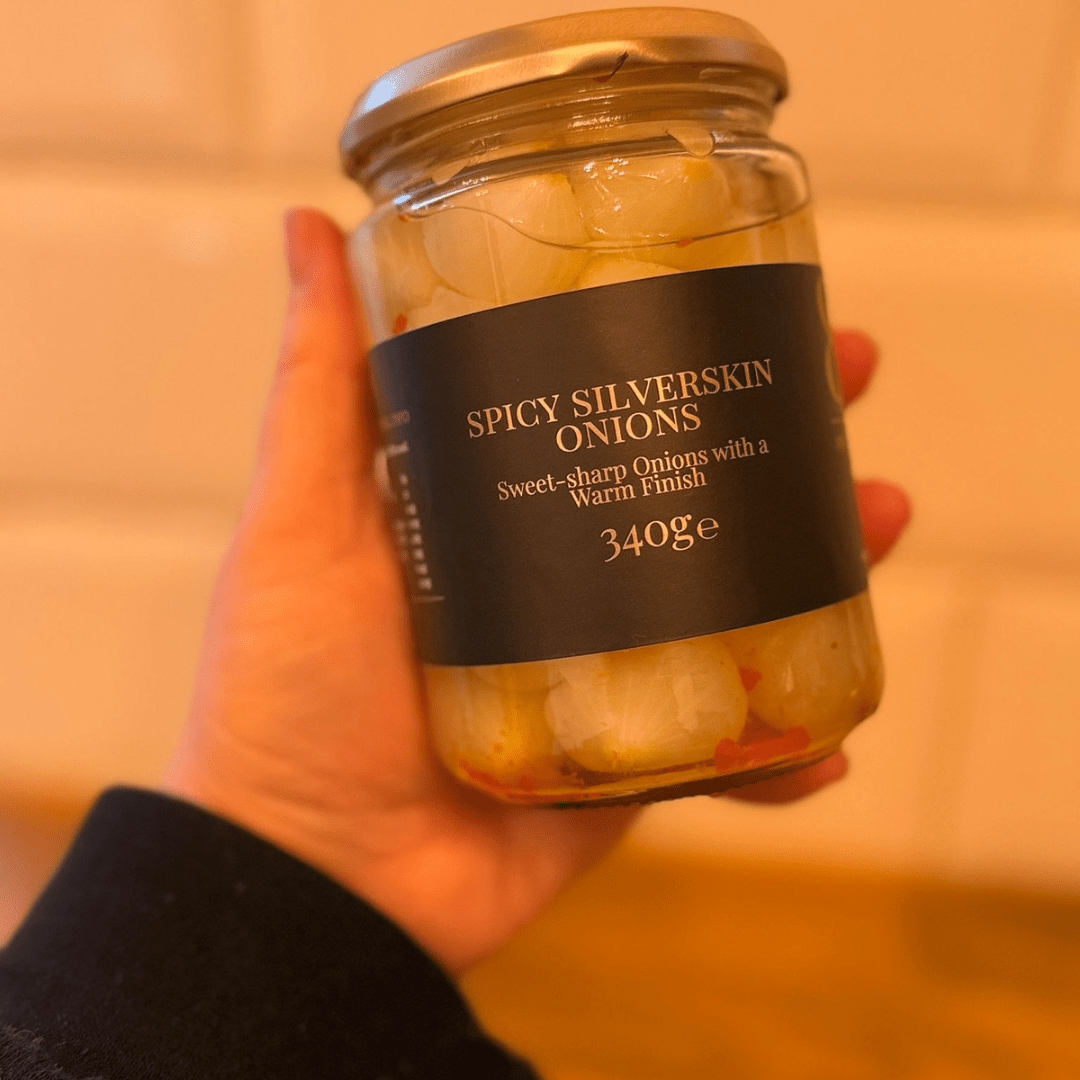 SPICY SILVERSKIN
ONIONS
Sweet-sharp Onions with a
Warm Finish
340g℮